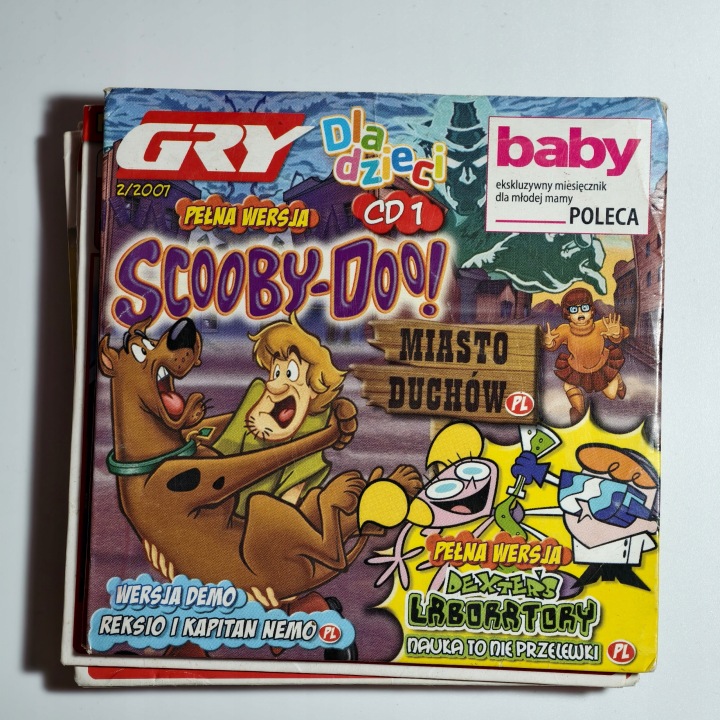 GRY
Dla
dzieci
2/2007
CD 1
baby
ekskluzywny miesięcznik
dla młodej mamy
POLECA
PEŁNA WERSJA
SCOOBY-DOO!
MIASTO
DUCHÓW
PL
PEŁNA WERSJA
DEXTER'S
LABORATORY
NAUKA TO NIE PRZELEWKI PL
WERSJA DEMO
REKSIO I KAPITAN NEMO PL